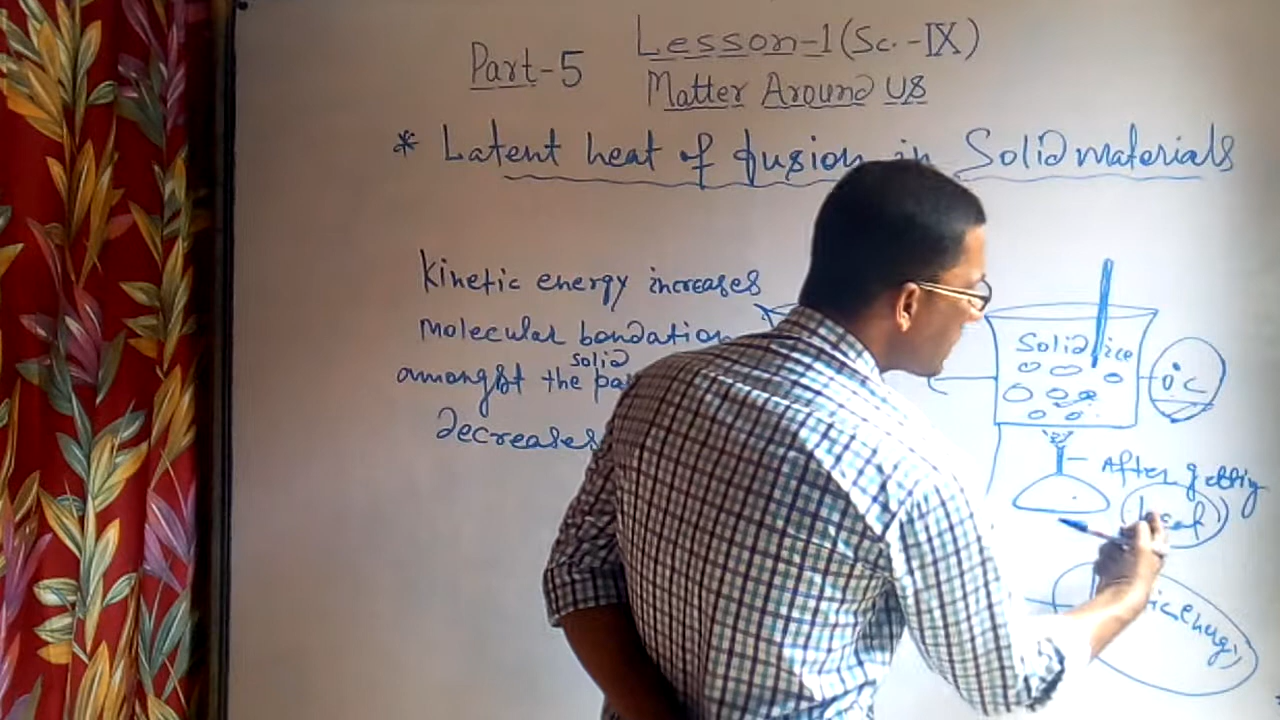 Part-5
Lesson-1(Sc.-IX)
Matter Around us
* Latent heat of fusion in Solid materials
Kinetic energy increases
Molecular bondation
amongst the
solid
decreases
Solid ice
0°C
After getting
heat